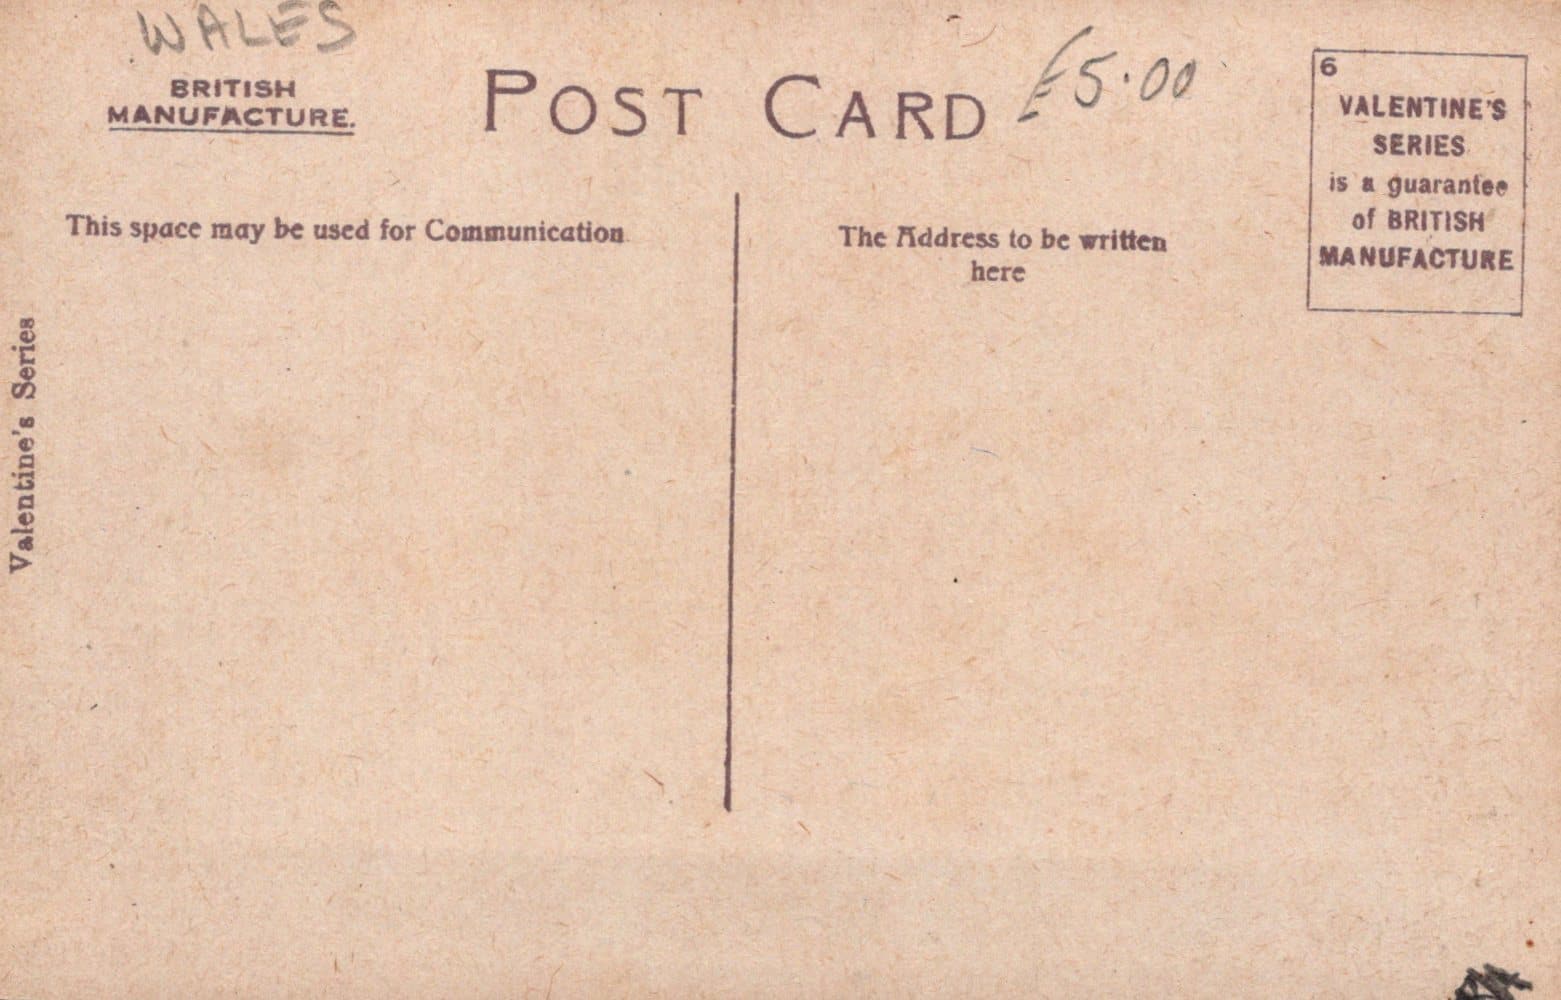 WALES
BRITISH
MANUFACTURE.
POST CARD
£5.00
6
VALENTINE'S
SERIES
is a guarantee
of BRITISH
MANUFACTURE
This space may be used for Communication
The Address to be written
here
Valentine's Series